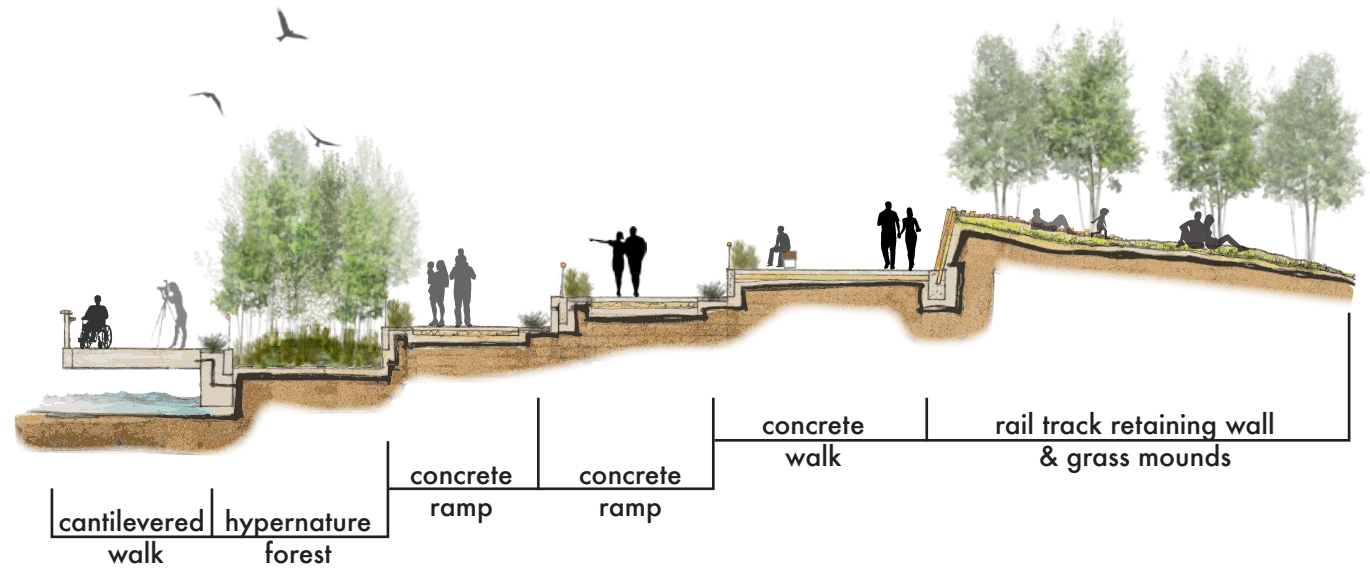 cantilevered
walk
hypernature
forest
concrete
ramp
concrete
ramp
concrete
walk
rail track retaining wall
& grass mounds